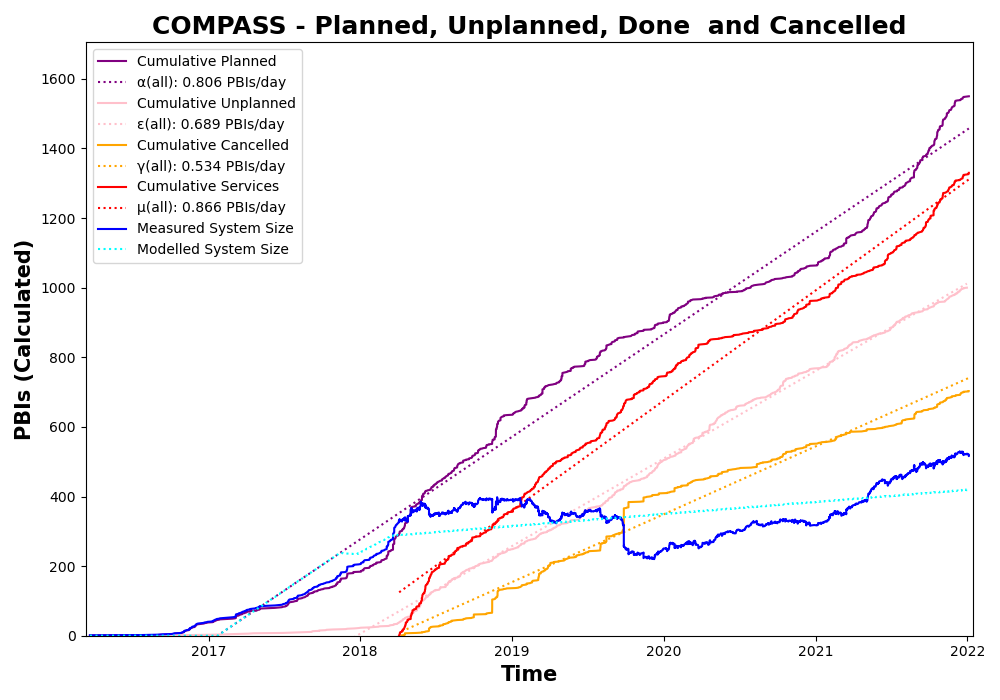 COMPASS - Planned, Unplanned, Done  and Cancelled
Cumulative Planned
α(all): 0.806 PBIs/day
Cumulative Unplanned
ε(all): 0.689 PBIs/day
Cumulative Cancelled
γ(all): 0.534 PBIs/day
Cumulative Services
μ(all): 0.866 PBIs/day
Measured System Size
Modelled System Size
PBIs (Calculated)
1600
1400
1200
1000
800
600
400
200
0
2017 2018 2019 2020 2021 2022
Time